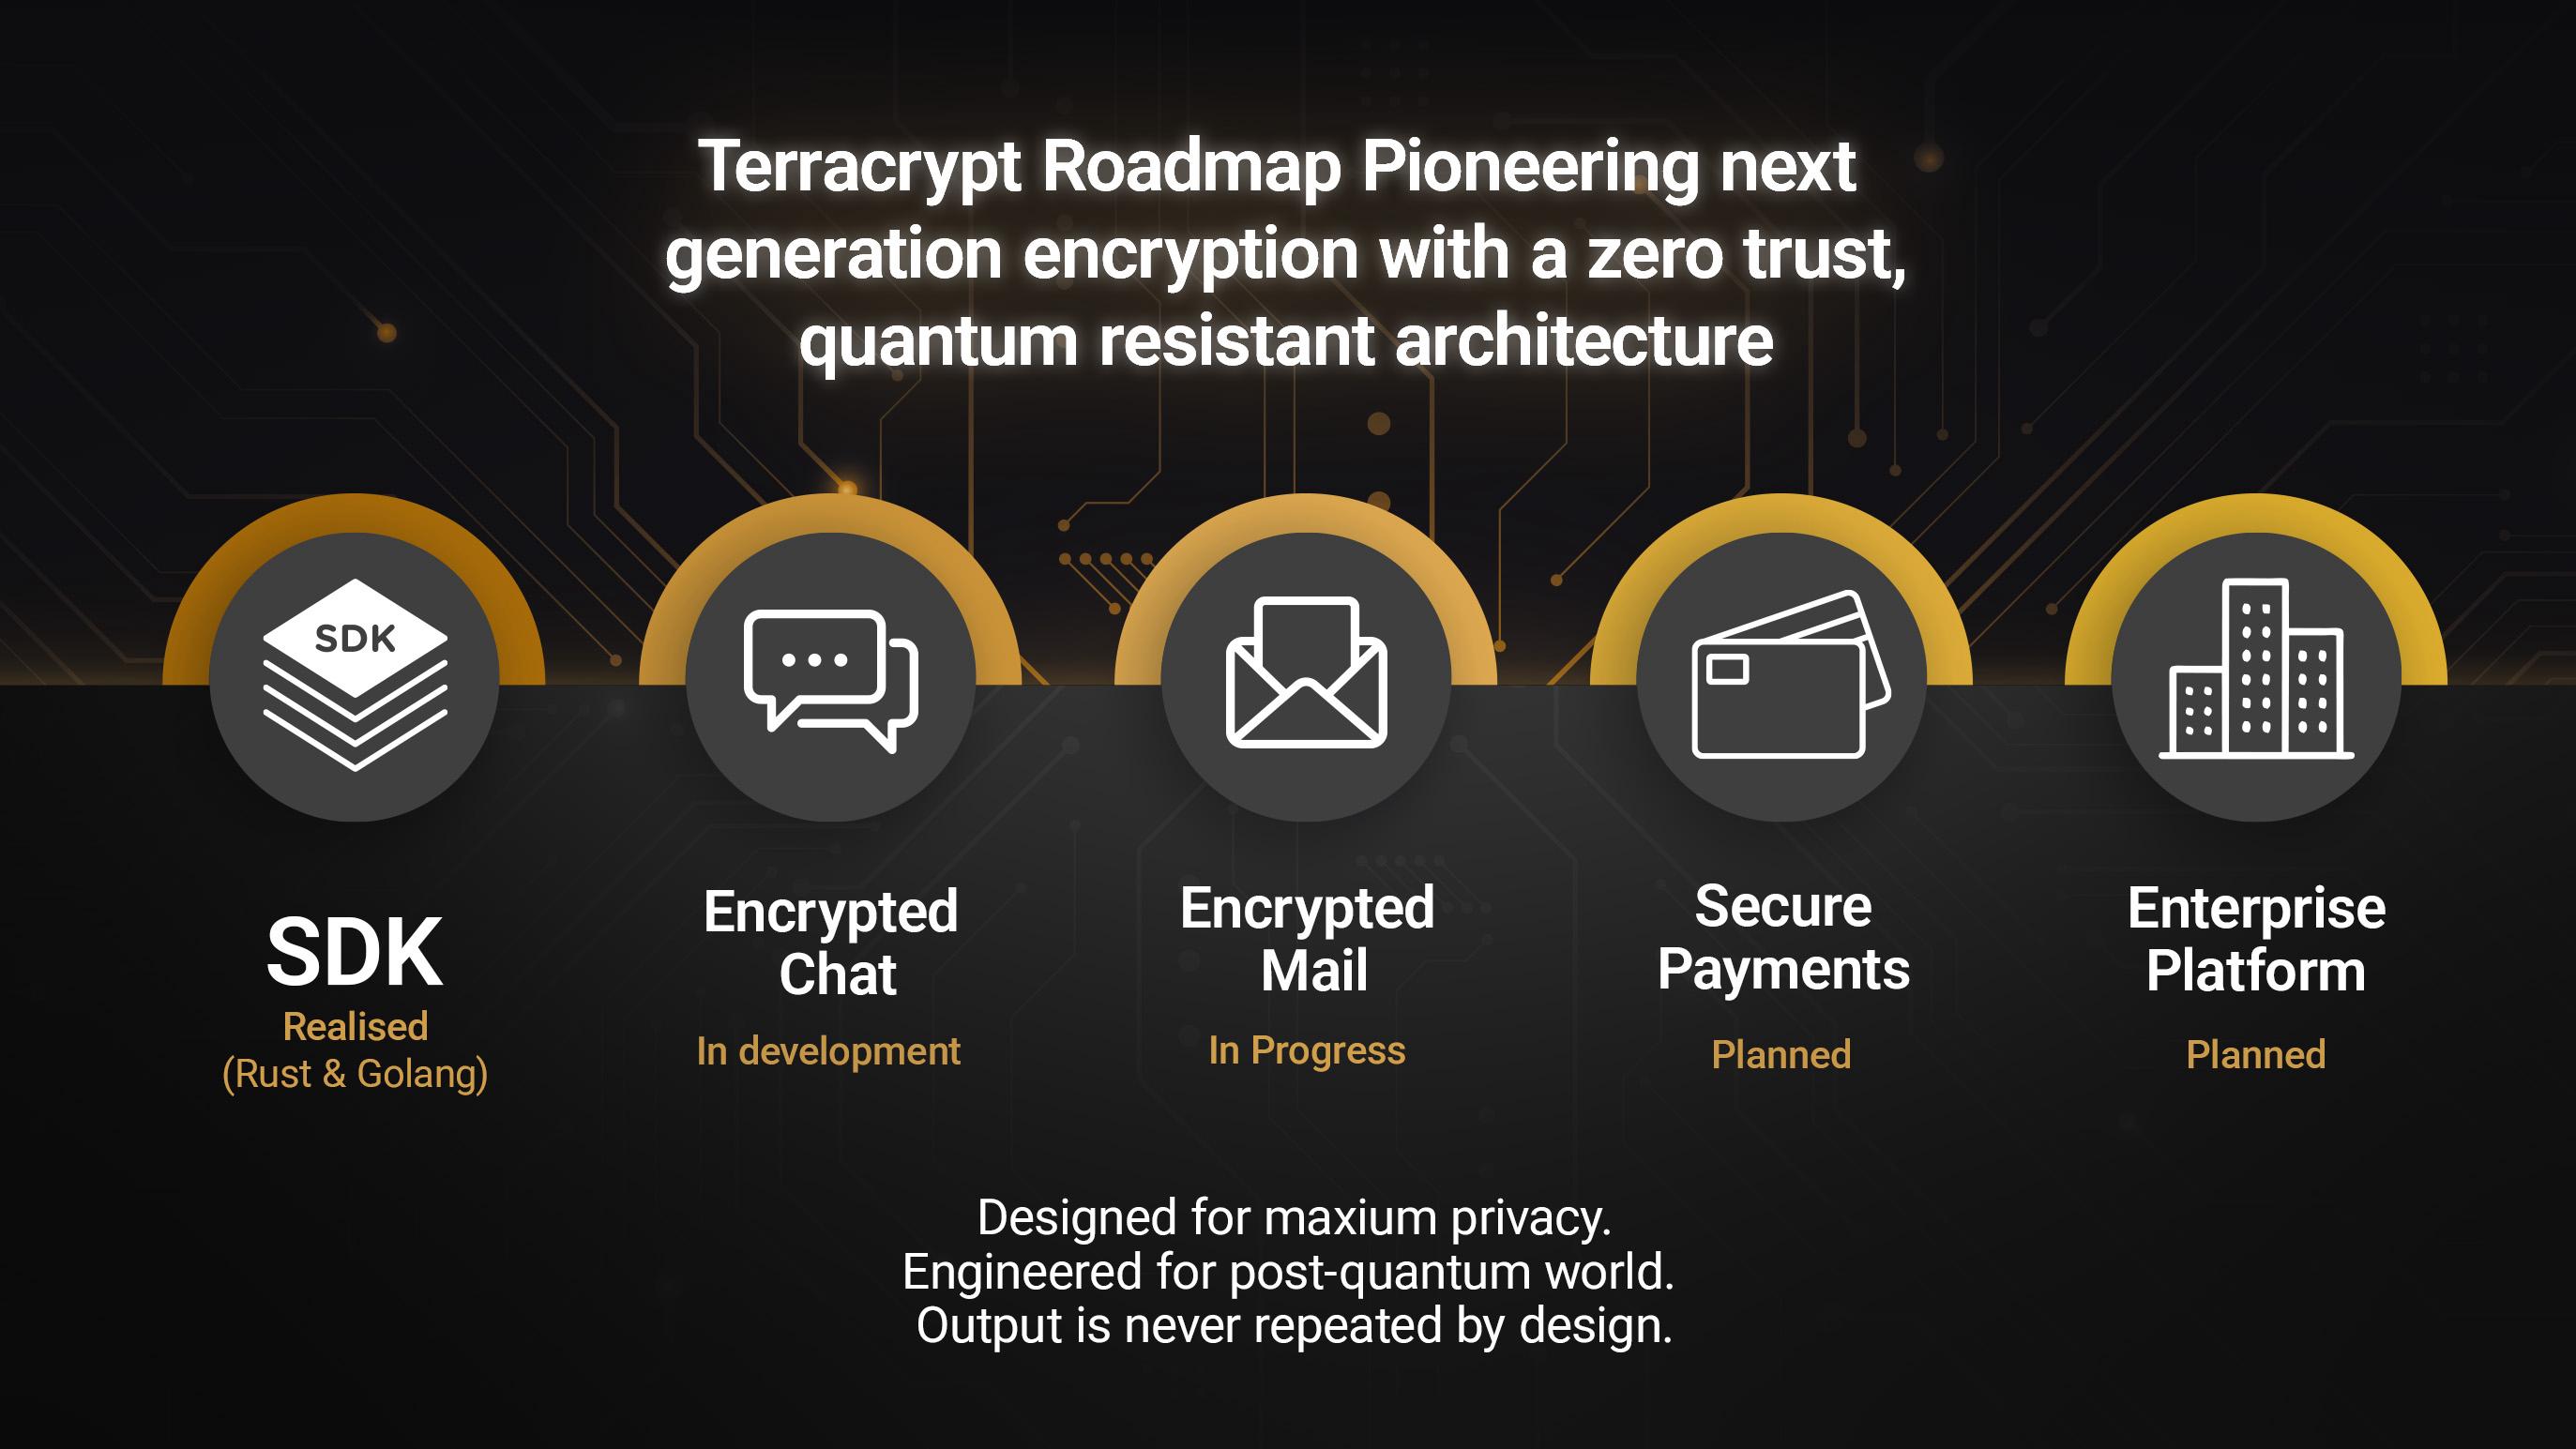 Terracrypt Roadmap Pioneering next
generation encryption with a zero trust,
quantum resistant architecture
SDK
SDK
Realised
(Rust & Golang)
Encrypted
Chat
In development
Encrypted
Mail
In Progress
Secure
Payments
Planned
Enterprise
Platform
Planned
Designed for maxium privacy.
Engineered for post-quantum world.
Output is never repeated by design.